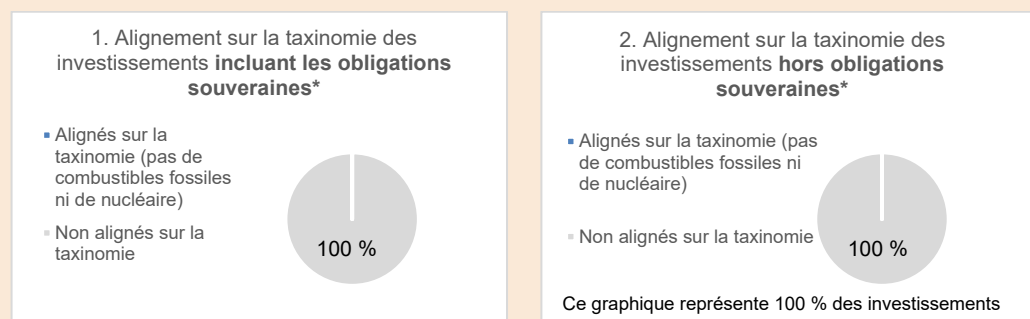 1. Alignement sur la taxinomie des
investissements incluant les obligations
souveraines*
Alignés sur la
taxinomie (pas de
combustibles fossiles
ni de nucléaire)
Non alignés sur la
taxinomie
100 %
2. Alignement sur la taxinomie des
investissements hors obligations
souveraines*
Alignés sur la taxinomie (pas
de combustibles fossiles ni
de nucléaire)
Non alignés sur la taxinomie
100 %
Ce graphique représente 100 % des investissements